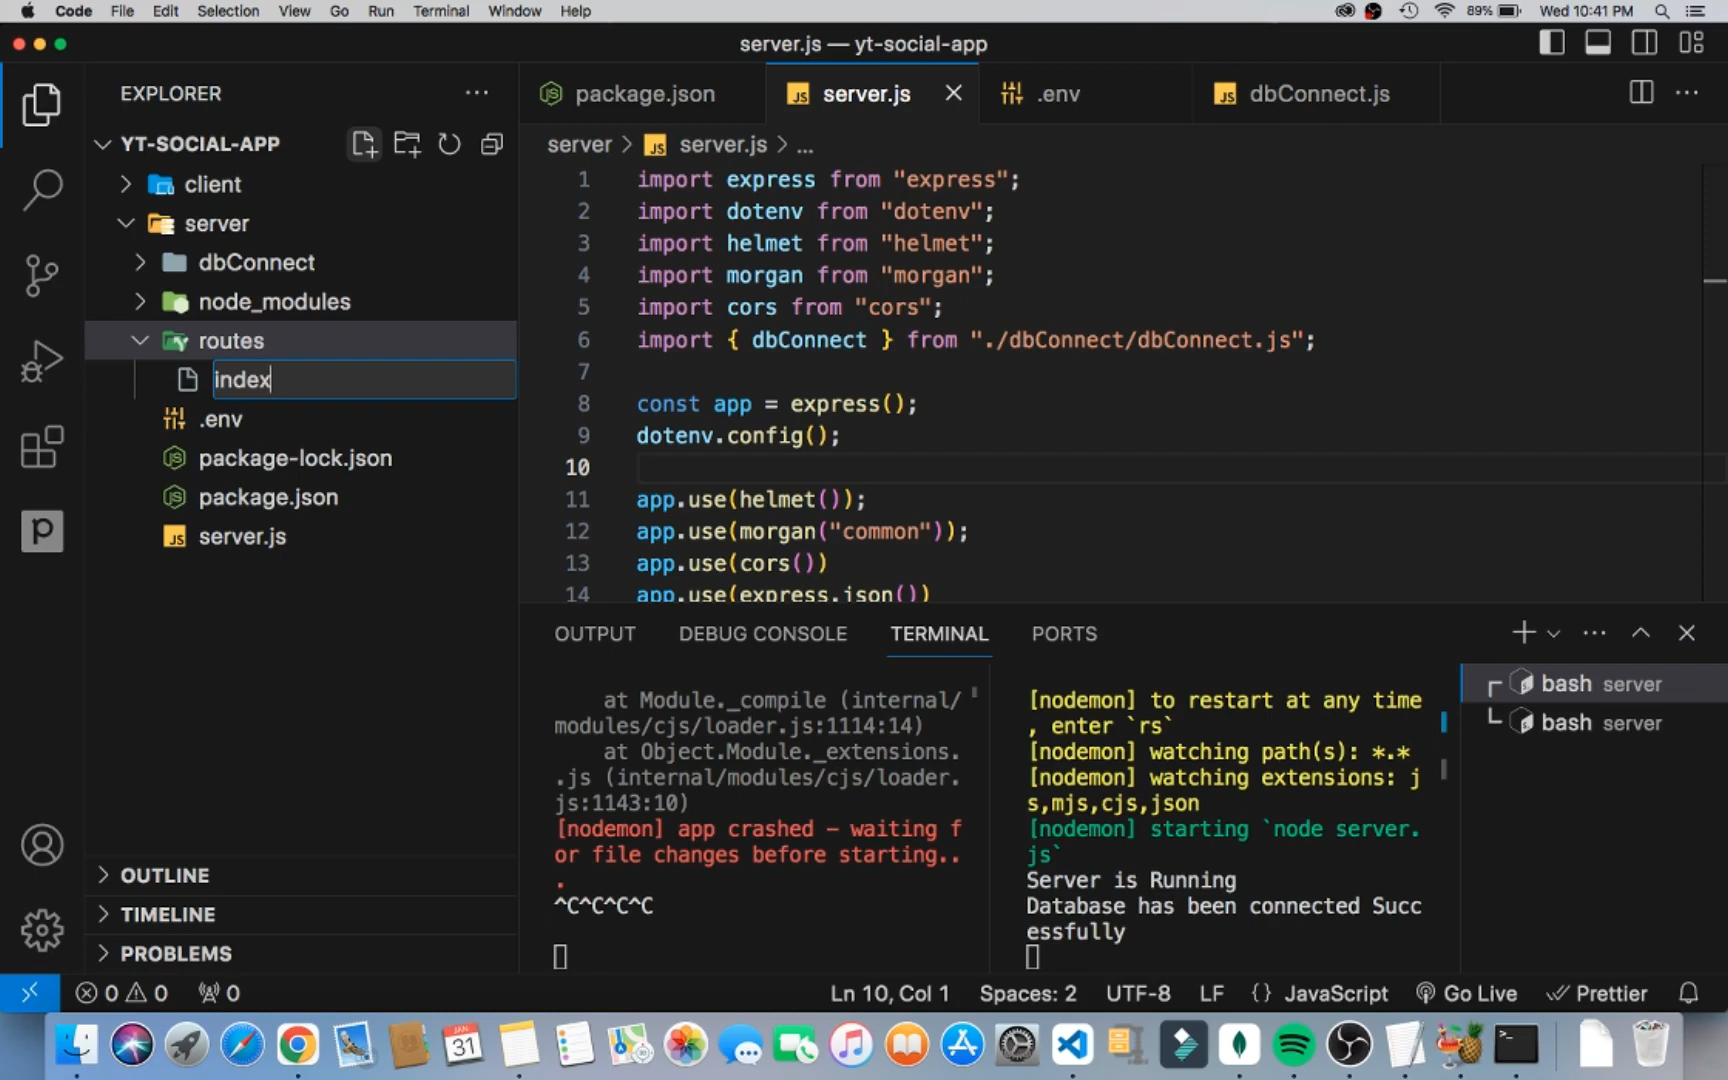 Code File Edit Selection View Go Run Terminal Window Help
89% Wed 10:41 PM
server.js — yt-social-app
EXPLORER
YT-SOCIAL-APP
client
server
dbConnect
node_modules
routes
index
.env
package-lock.json
package.json
JS server.js
OUTLINE
TIMELINE
PROBLEMS
package.json
JS server.js
.env
JS dbConnect.js
server > JS server.js > ...
1 import express from "express";
2 import dotenv from "dotenv";
3 import helmet from "helmet";
4 import morgan from "morgan";
5 import cors from "cors";
6 import { dbConnect } from "./dbConnect/dbConnect.js";
7
8 const app = express();
9 dotenv.config();
10
11 app.use(helmet());
12 app.use(morgan("common"));
13 app.use(cors())
14 app.use(express.json())
OUTPUT DEBUG CONSOLE TERMINAL PORTS
at Module._compile (internal/
modules/cjs/loader.js:1114:14)
at Object.Module._extensions.
.js (internal/modules/cjs/loader.
js:1143:10)
[nodemon] app crashed – waiting f
or file changes before starting..
.
^C^C^C^C
[nodemon] to restart at any time
, enter `rs`
[nodemon] watching path(s): *.*
[nodemon] watching extensions: j
s,mjs,cjs,json
[nodemon] starting `node server.
js`
Server is Running
Database has been connected Succ
essfully
bash server
bash server
0 0 0
Ln 10, Col 1 Spaces: 2 UTF-8 LF {} JavaScript Go Live Prettier
JAN
31